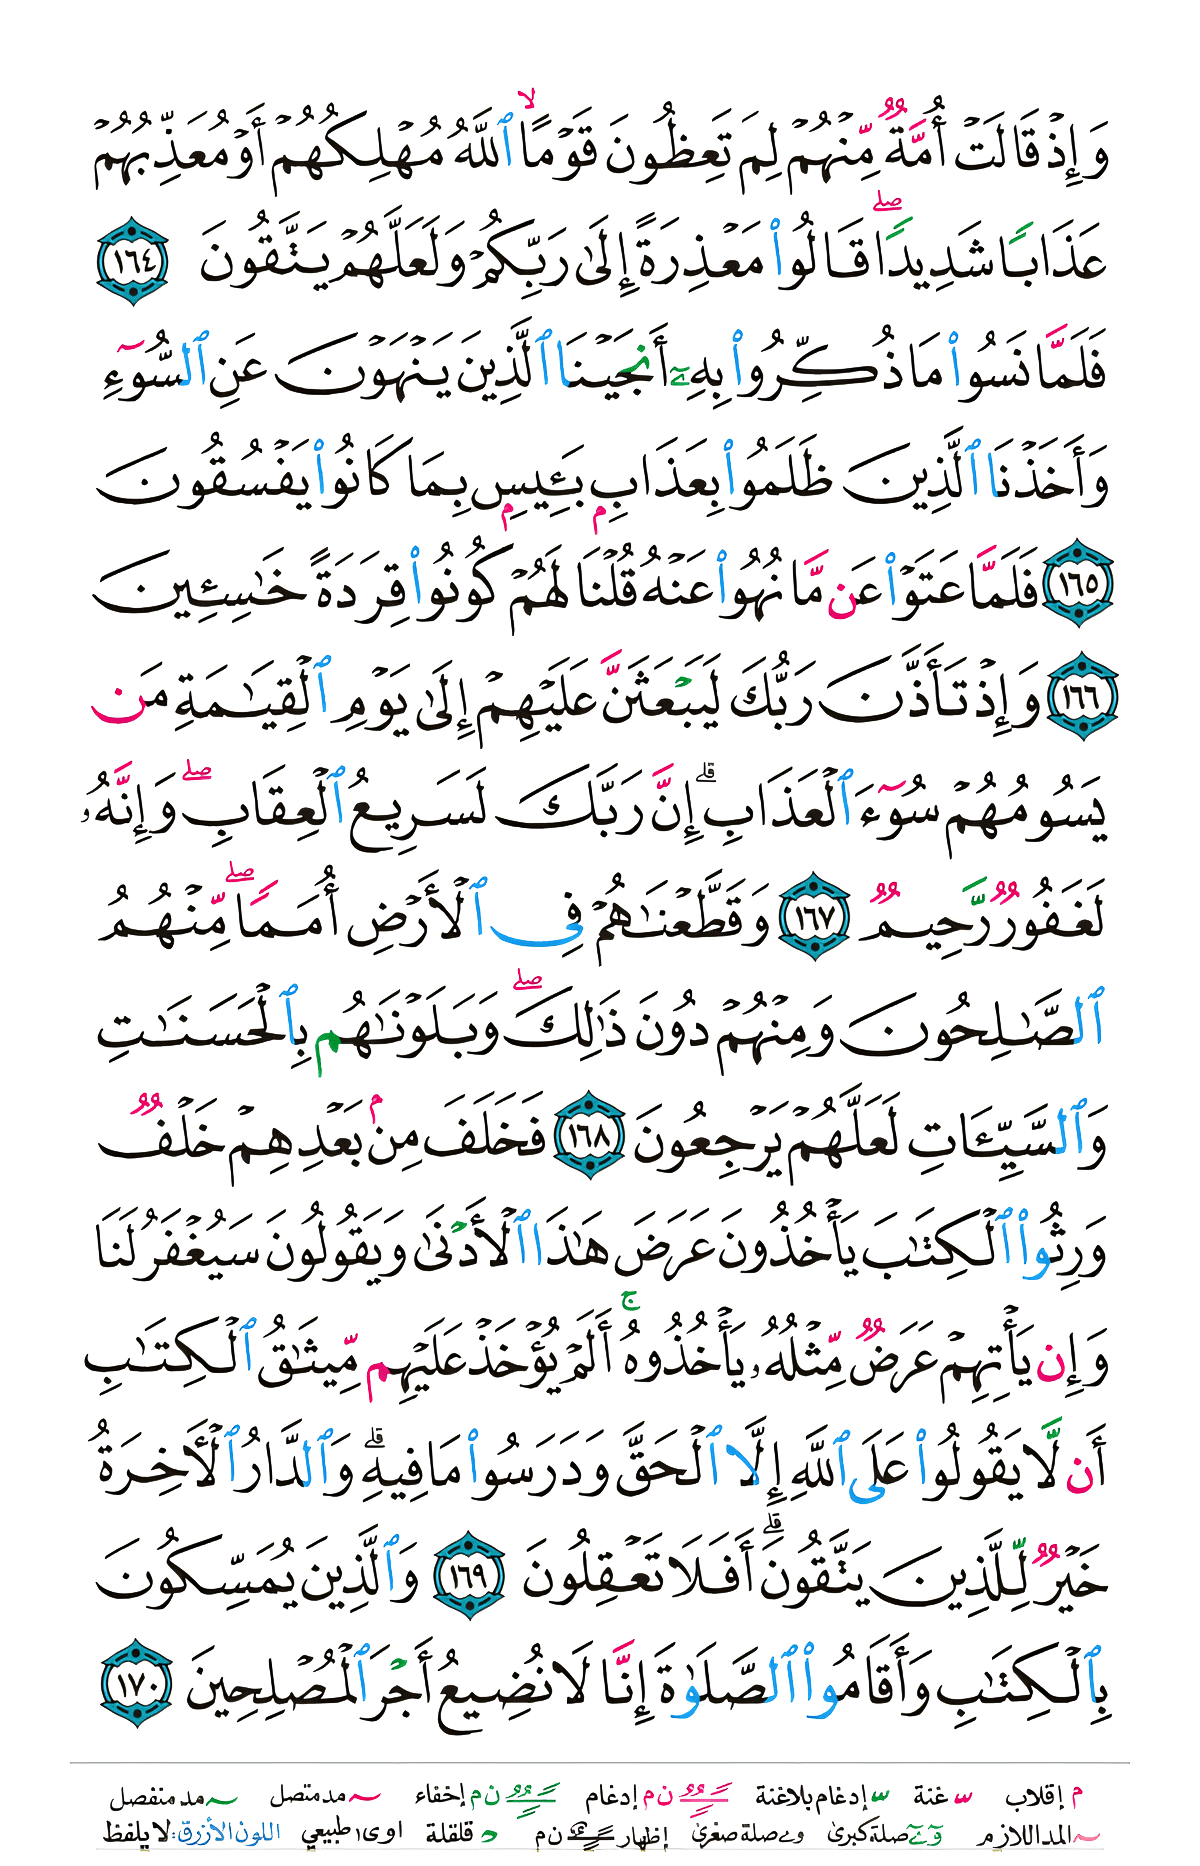 وَإِذۡ قَالَتۡ أُمَّةٞ مِّنۡهُمۡ لِمَ تَعِظُونَ قَوۡمًاۙ ٱللَّهُ مُهۡلِكُهُمۡ أَوۡ مُعَذِّبُهُمۡ
عَذَابٗا شَدِيدٗاۖ قَالُواْ مَعۡذِرَةً إِلَىٰ رَبِّكُمۡ وَلَعَلَّهُمۡ يَتَّقُونَ ١٦٤
فَلَمَّا نَسُواْ مَا ذُكِّرُواْ بِهِۦٓ أَنجَيۡنَا ٱلَّذِينَ يَنۡهَوۡنَ عَنِ ٱلسُّوٓءِ
وَأَخَذۡنَا ٱلَّذِينَ ظَلَمُواْ بِعَذَابِۭ بَـِٔيسِۭ بِمَا كَانُواْ يَفۡسُقُونَ
١٦٥ فَلَمَّا عَتَوۡاْ عَن مَّا نُهُواْ عَنۡهُ قُلۡنَا لَهُمۡ كُونُواْ قِرَدَةً خَٰسِـِٔينَ
١٦٦ وَإِذۡ تَأَذَّنَ رَبُّكَ لَيَبۡعَثَنَّ عَلَيۡهِمۡ إِلَىٰ يَوۡمِ ٱلۡقِيَٰمَةِ مَن
يَسُومُهُمۡ سُوٓءَ ٱلۡعَذَابِۗ إِنَّ رَبَّكَ لَسَرِيعُ ٱلۡعِقَابِۖ وَإِنَّهُۥ
لَغَفُورٞ رَّحِيمٞ ١٦٧ وَقَطَّعۡنَٰهُمۡ فِي ٱلۡأَرۡضِ أُمَمٗاۖ مِّنۡهُمُ
ٱلصَّٰلِحُونَ وَمِنۡهُمۡ دُونَ ذَٰلِكَۖ وَبَلَوۡنَٰهُم بِٱلۡحَسَنَٰتِ
وَٱلسَّيِّـَٔاتِ لَعَلَّهُمۡ يَرۡجِعُونَ ١٦٨ فَخَلَفَ مِنۢ بَعۡدِهِمۡ خَلۡفٞ
وَرِثُواْ ٱلۡكِتَٰبَ يَأۡخُذُونَ عَرَضَ هَٰذَا ٱلۡأَدۡنَىٰ وَيَقُولُونَ سَيُغۡفَرُ لَنَا
وَإِن يَأۡتِهِمۡ عَرَضٞ مِّثۡلُهُۥ يَأۡخُذُوهُۚ أَلَمۡ يُؤۡخَذۡ عَلَيۡهِم مِّيثَٰقُ ٱلۡكِتَٰبِ
أَن لَّا يَقُولُواْ عَلَى ٱللَّهِ إِلَّا ٱلۡحَقَّ وَدَرَسُواْ مَا فِيهِۗ وَٱلدَّارُ ٱلۡأٓخِرَةُ
خَيۡرٞ لِّلَّذِينَ يَتَّقُونَۗ أَفَلَا تَعۡقِلُونَ ١٦٩ وَٱلَّذِينَ يُمَسِّكُونَ
بِٱلۡكِتَٰبِ وَأَقَامُواْ ٱلصَّلَوٰةَ إِنَّا لَا نُضِيعُ أَجۡرَ ٱلۡمُصۡلِحِينَ ١٧٠
م إقلاب غنة إدغام بلاغنة ن م إدغام ن م إخفاء مد متصل مد منفصل
المد اللازم صلة كبرى و ے صلة صغرى إظهار ن م قلقلة اوى طبيعي اللون الأزرق: لا يلفظ